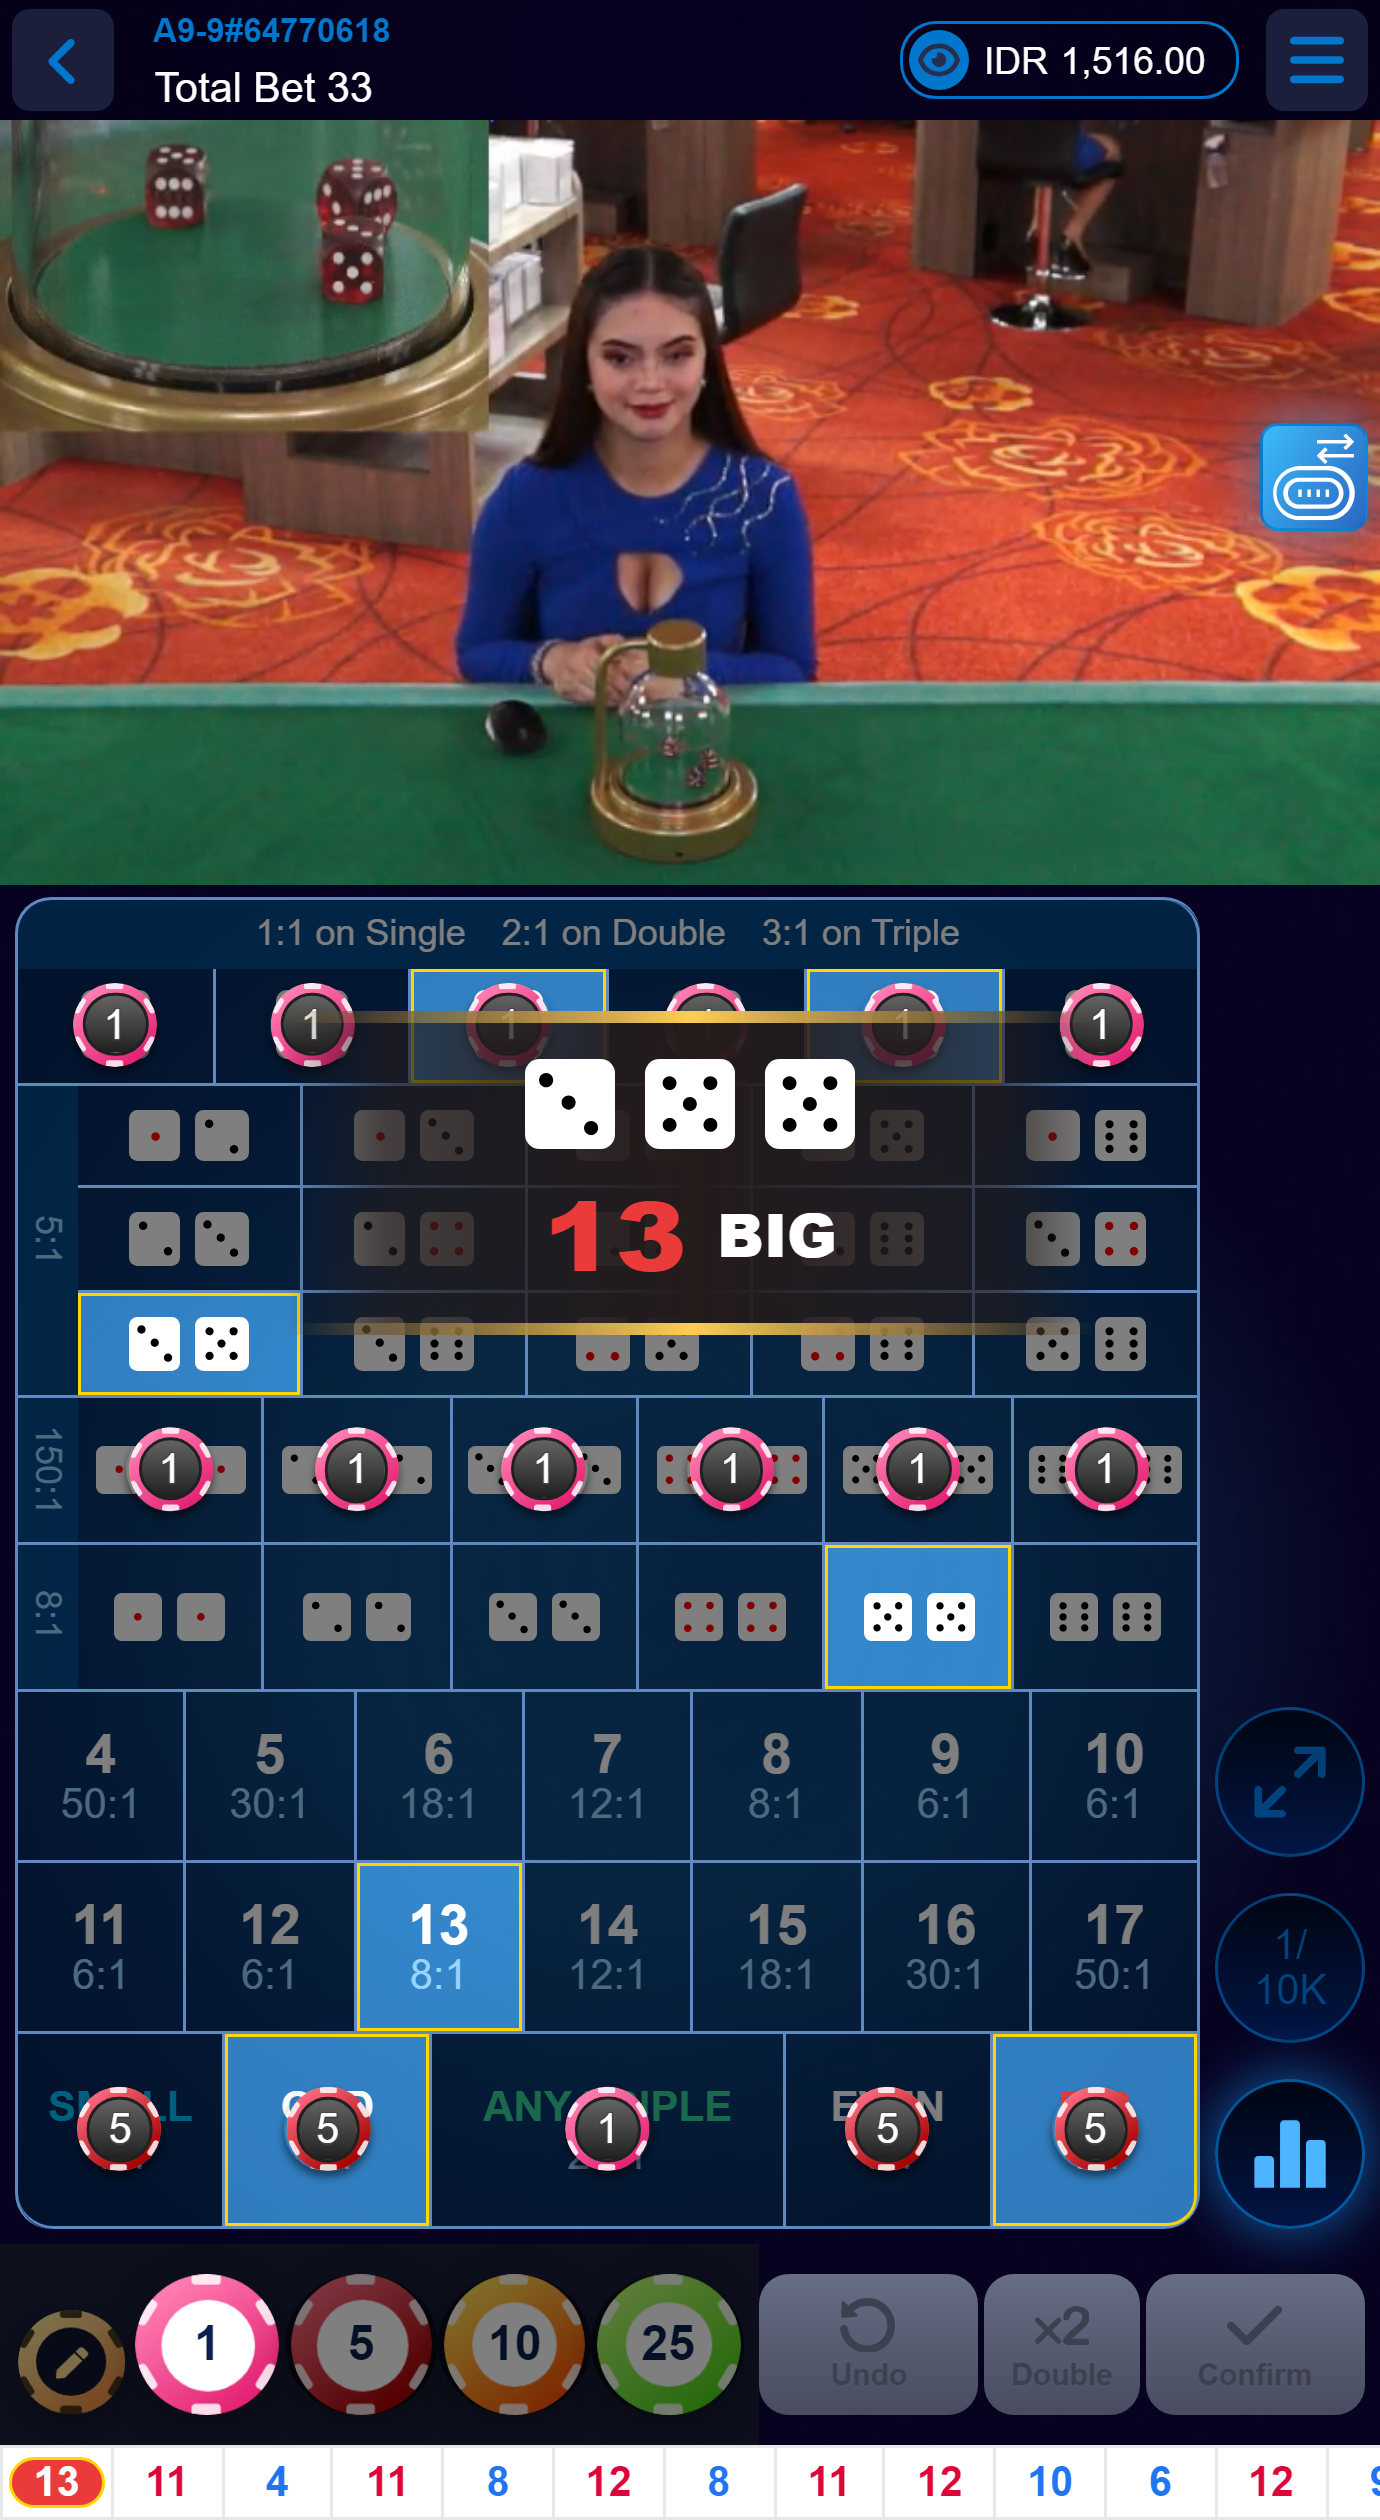 A9-9#64770618
Total Bet 33
IDR 1,516.00
1:1 on Single 2:1 on Double 3:1 on Triple
1 1 1 1 1 1
13 BIG
5:1
150:1
1 1 1 1 1 1
8:1
4 5 6 7 8 9 10
50:1 30:1 18:1 12:1 8:1 6:1 6:1
11 12 13 14 15 16 17
6:1 6:1 8:1 12:1 18:1 30:1 50:1
1/
10K
5 5 1 5 5
1 5 10 25
x2
Undo Double Confirm
13 11 4 11 8 12 8 11 12 10 6 12